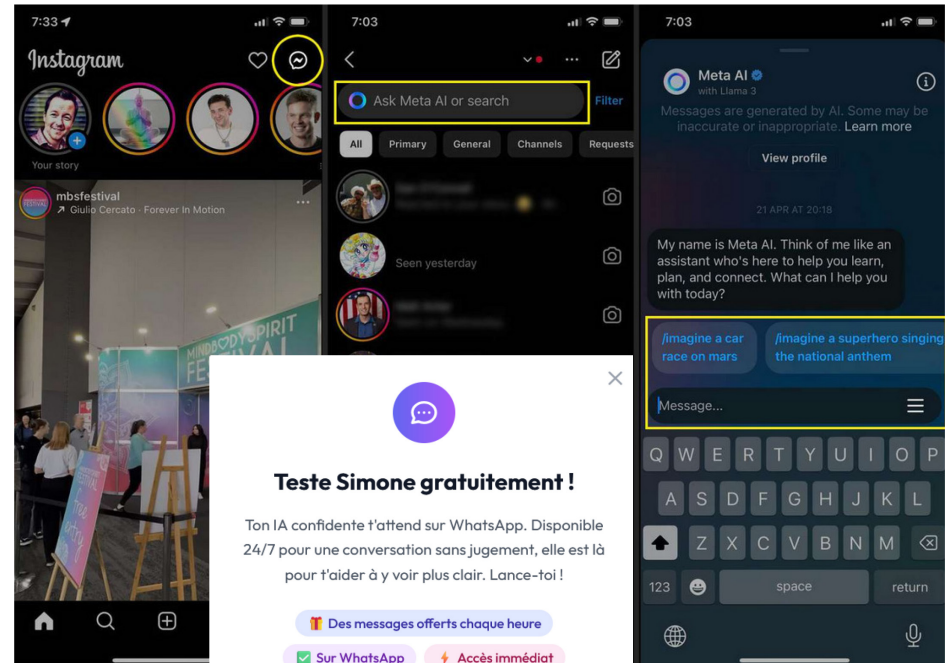 7:33
Instagram
Your story
mbsfestival
Giulio Cercato · Forever In Motion
MINDBODYSPIRIT
FESTIVAL
FESTIVAL
free
entry
7:03
Ask Meta AI or search
Filter
All
Primary
General
Channels
Requests
Seen yesterday
7:03
Meta AI
with Llama 3
Messages are generated by AI. Some may be
inaccurate or inappropriate. Learn more
View profile
21 APR AT 20:18
My name is Meta AI. Think of me like an
assistant who's here to help you learn,
plan, and connect. What can I help you
with today?
/imagine a car
race on mars
/imagine a superhero singing
the national anthem
Message...
Q W E R T Y U I O P
A S D F G H J K L
Z X C V B N M
123
space
return
Teste Simone gratuitement !
Ton IA confidente t'attend sur WhatsApp. Disponible
24/7 pour une conversation sans jugement, elle est là
pour t'aider à y voir plus clair. Lance-toi !
Des messages offerts chaque heure
Sur WhatsApp
Accès immédiat